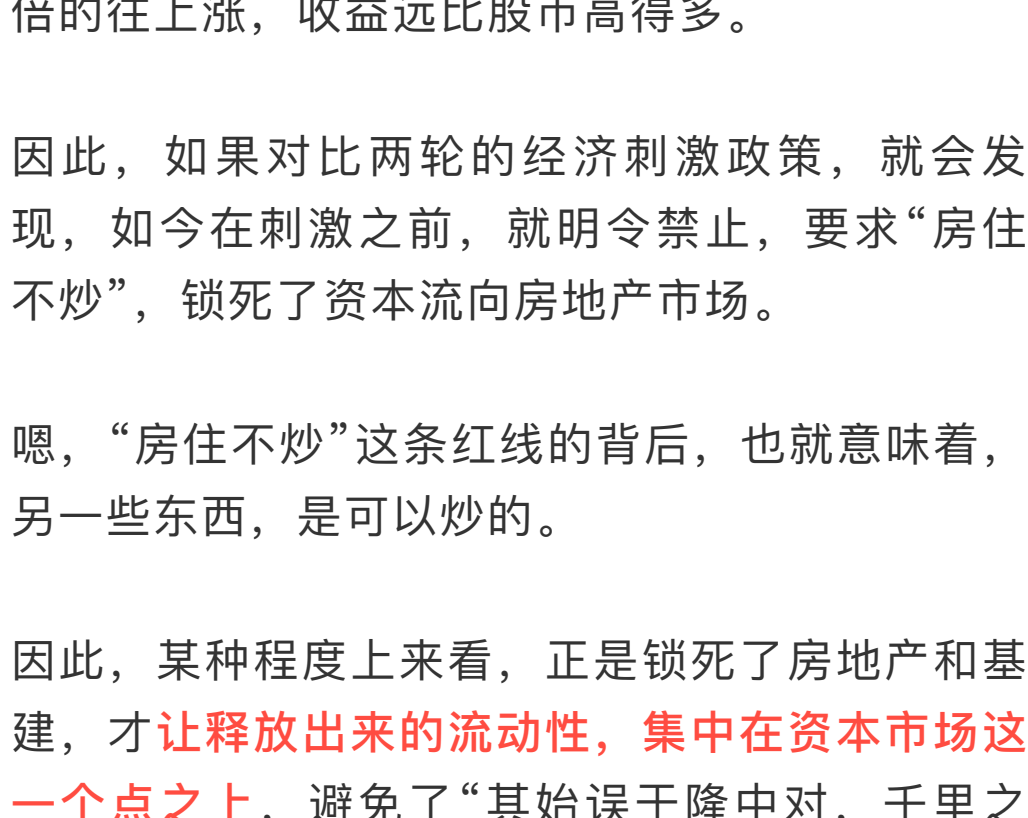 倍的往上涨，收益远比股市高得多。
因此，如果对比两轮的经济刺激政策，就会发
现，如今在刺激之前，就明令禁止，要求“房住
不炒”，锁死了资本流向房地产市场。
嗯，“房住不炒”这条红线的背后，也就意味着，
另一些东西，是可以炒的。
因此，某种程度上来看，正是锁死了房地产和基
建，才让释放出来的流动性，集中在资本市场这
一个点之上，避免了“其始误于隆中对，千里之